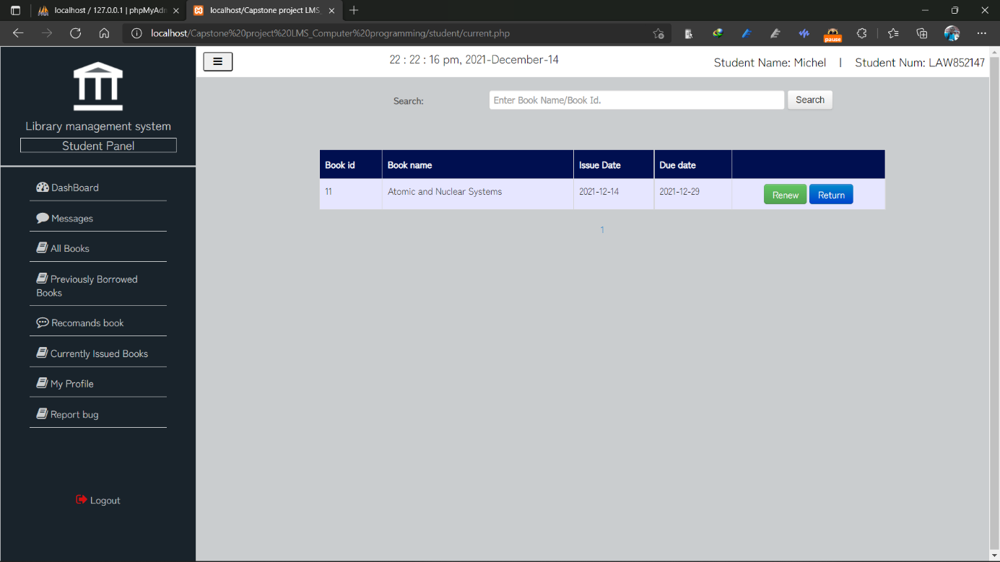 localhost / 127.0.0.1 | phpMyAdm
localhost/Capstone project LMS_
localhost/Capstone%20project%20LMS_Computer%20programming/student/current.php
pause
Library management system
Student Panel
DashBoard
Messages
All Books
Previously Borrowed
Books
Recomands book
Currently Issued Books
My Profile
Report bug
Logout
22 : 22 : 16 pm, 2021-December-14
Student Name: Michel | Student Num: LAW852147
Search: Enter Book Name/Book Id. Search
Book id Book name Issue Date Due date
11 Atomic and Nuclear Systems 2021-12-14 2021-12-29 Renew Return
1